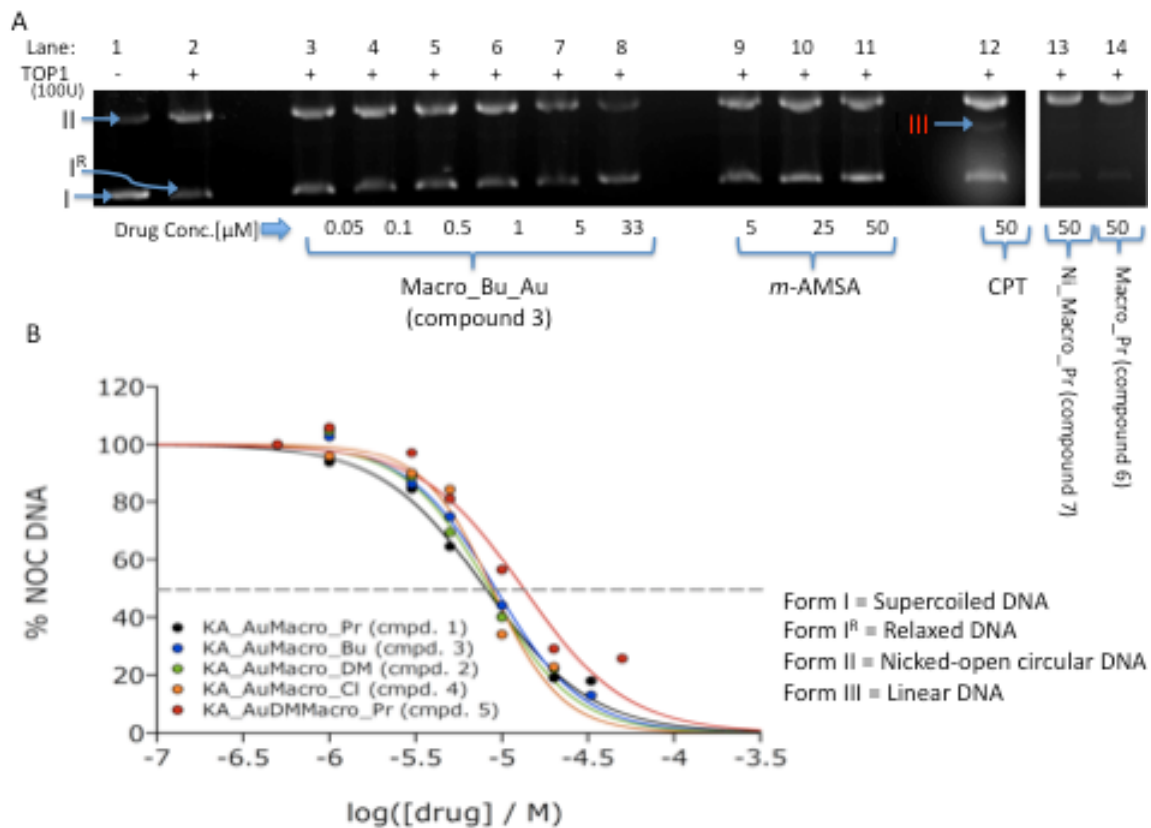 A
Lane: 1 2 3 4 5 6 7 8 9 10 11 12 13 14
TOP1 - + + + + + + + + + + + + +
(100U)
II
III
I^R
I
Drug Conc.[µM] 0.05 0.1 0.5 1 5 33 5 25 50 50 50 50
Macro_Bu_Au
(compound 3)
m-AMSA
CPT
Ni_Macro_Pr (compound 7)
Macro_Pr (compound 6)
B
120
100
80
60
40
20
0
% NOC DNA
KA_AuMacro_Pr (cmpd. 1)
KA_AuMacro_Bu (cmpd. 3)
KA_AuMacro_DM (cmpd. 2)
KA_AuMacro_Cl (cmpd. 4)
KA_AuDMMacro_Pr (cmpd. 5)
-7 -6.5 -6 -5.5 -5 -4.5 -4 -3.5
log([drug] / M)
Form I = Supercoiled DNA
Form I^R = Relaxed DNA
Form II = Nicked-open circular DNA
Form III = Linear DNA